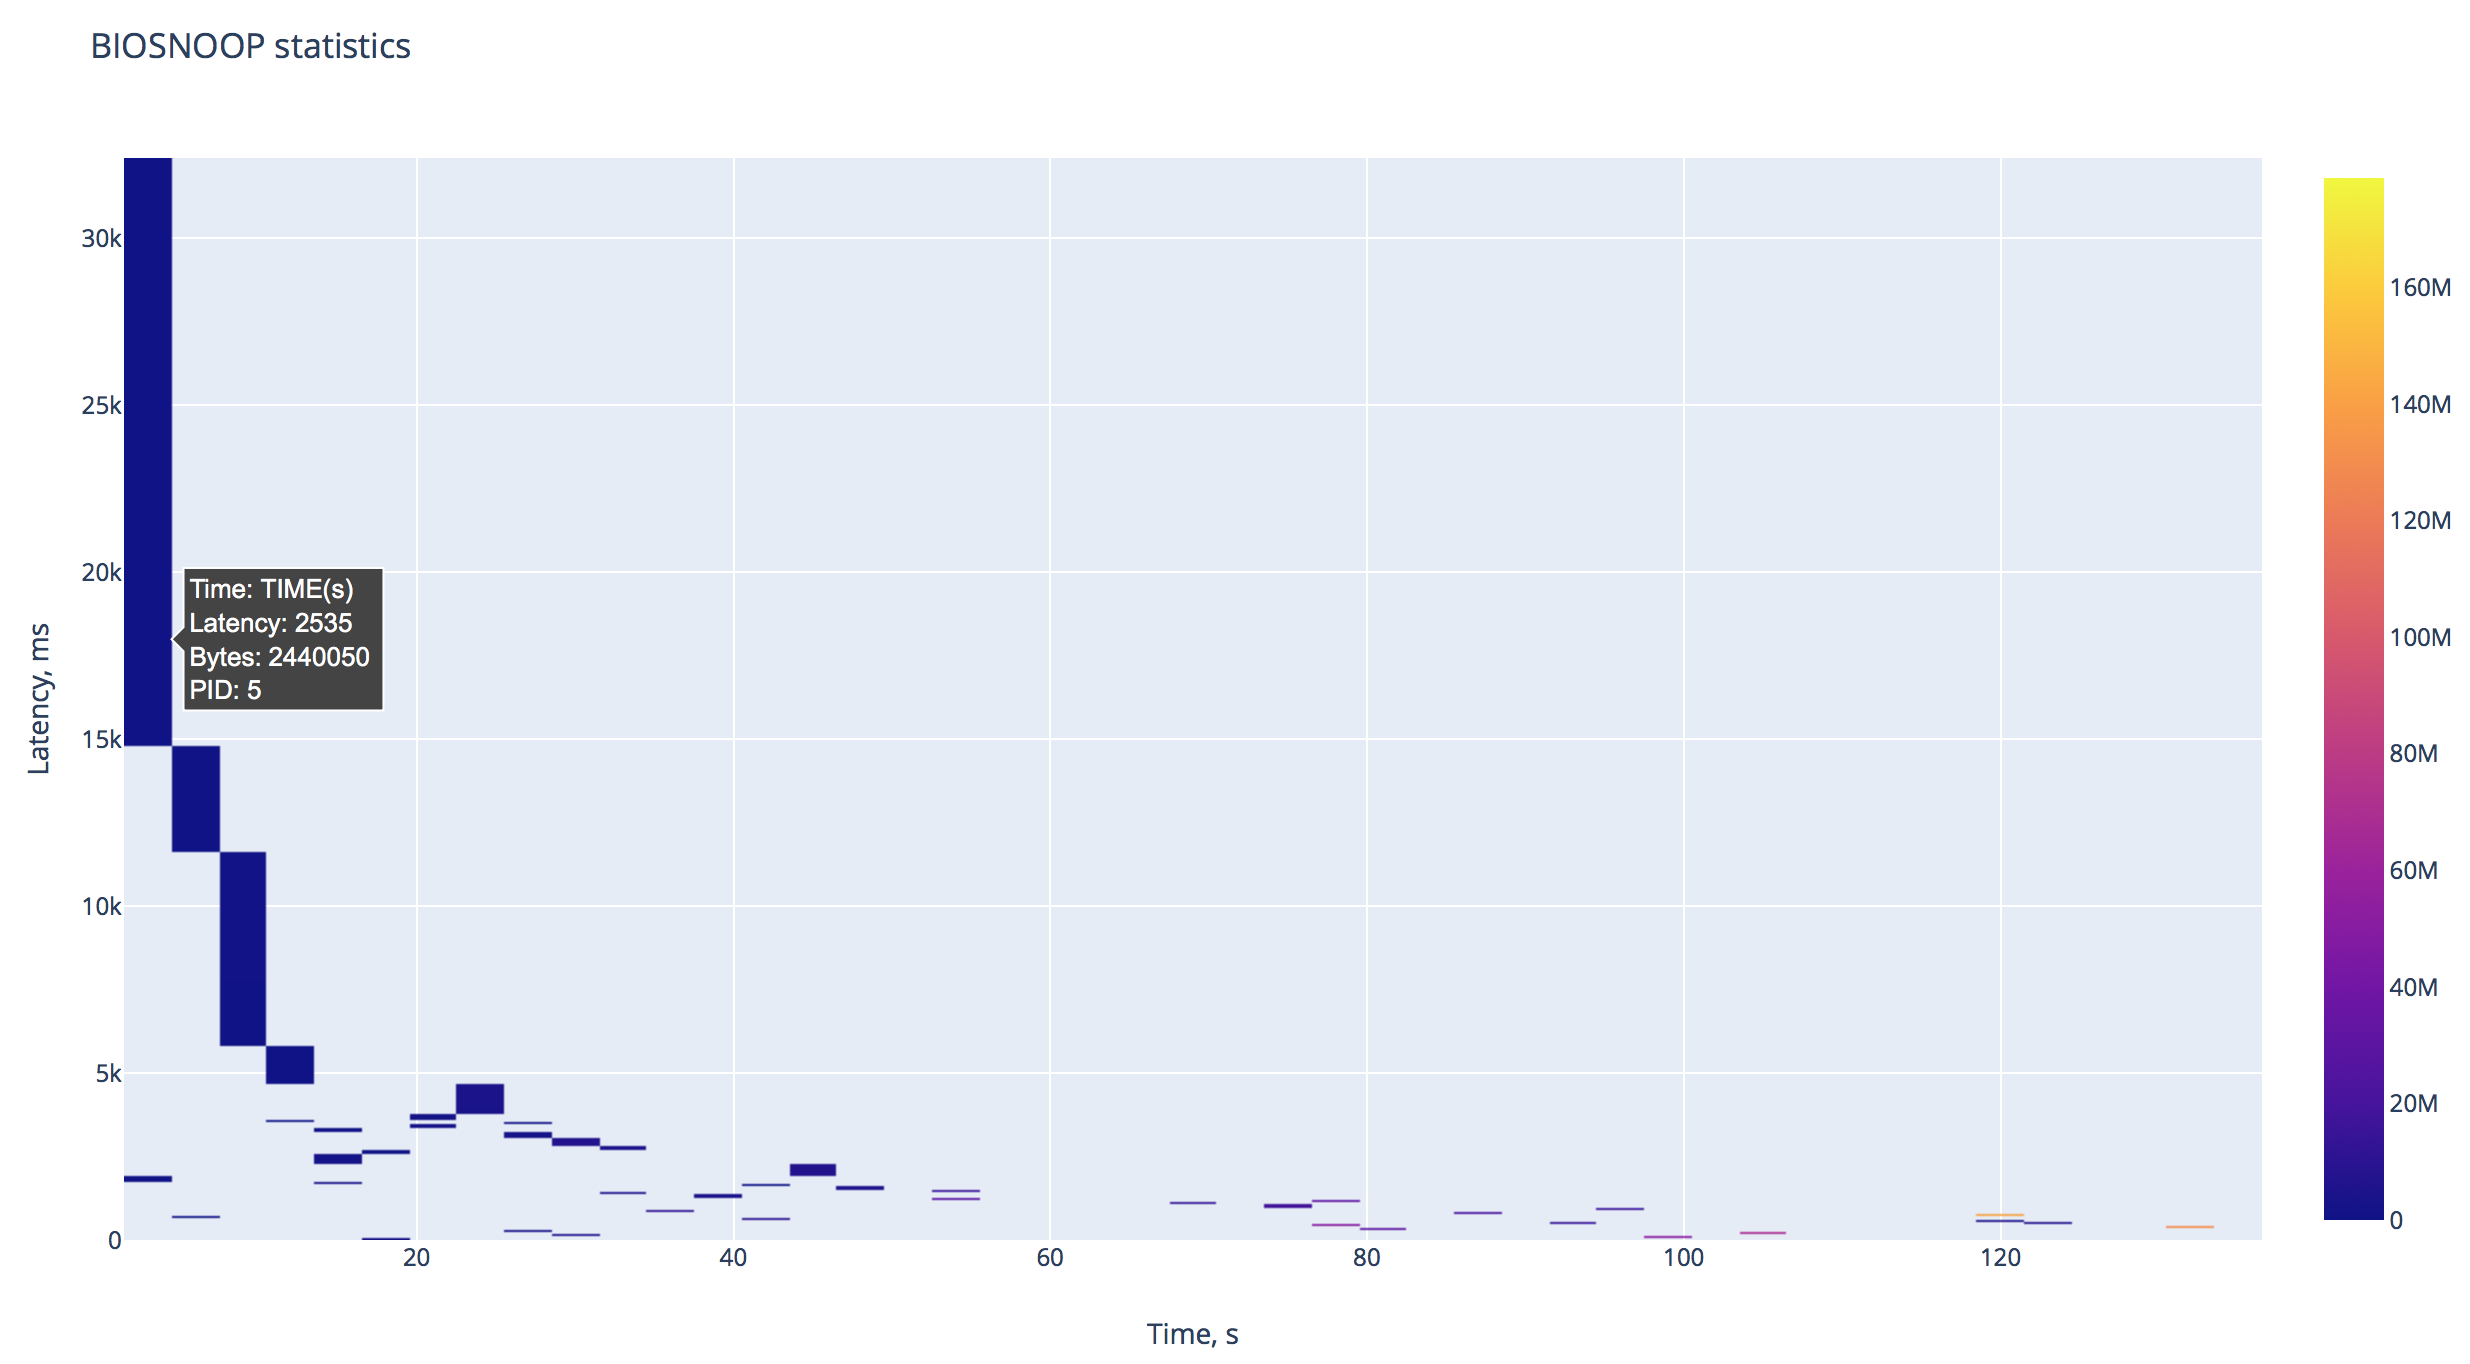 BIOSNOOP statistics
30k
25k
20k
15k
10k
5k
0
Latency, ms
Time: TIME(s)
Latency: 2535
Bytes: 2440050
PID: 5
20
40
60
80
100
120
Time, s
160M
140M
120M
100M
80M
60M
40M
20M
0